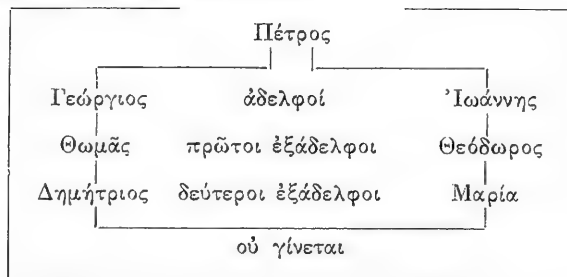 Πέτρος
Γεώργιος ἀδελφοί Ἰωάννης
Θωμᾶς πρῶτοι ἐξάδελφοι Θεόδωρος
Δημήτριος δεύτεροι ἐξάδελφοι Μαρία
οὐ γίνεται